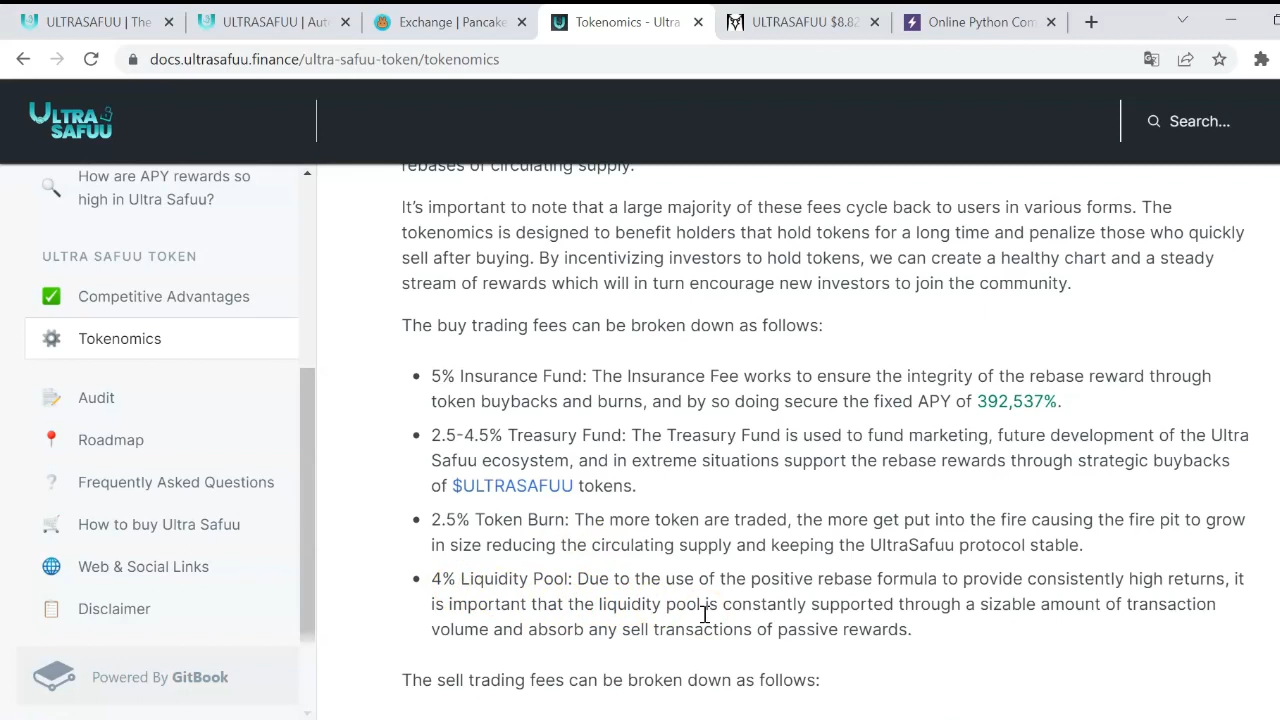 ULTRASAFUU | The
ULTRASAFUU | Aut
Exchange | Pancake
Tokenomics - Ultra
ULTRASAFUU $8.82
Online Python Com
docs.ultrasafuu.finance/ultra-safuu-token/tokenomics
ULTRA
SAFUU
Search...
How are APY rewards so
high in Ultra Safuu?
ULTRA SAFUU TOKEN
Competitive Advantages
Tokenomics
Audit
Roadmap
Frequently Asked Questions
How to buy Ultra Safuu
Web & Social Links
Disclaimer
Powered By GitBook
rebases of circulating supply.
It’s important to note that a large majority of these fees cycle back to users in various forms. The
tokenomics is designed to benefit holders that hold tokens for a long time and penalize those who quickly
sell after buying. By incentivizing investors to hold tokens, we can create a healthy chart and a steady
stream of rewards which will in turn encourage new investors to join the community.
The buy trading fees can be broken down as follows:
• 5% Insurance Fund: The Insurance Fee works to ensure the integrity of the rebase reward through
token buybacks and burns, and by so doing secure the fixed APY of 392,537%.
• 2.5-4.5% Treasury Fund: The Treasury Fund is used to fund marketing, future development of the Ultra
Safuu ecosystem, and in extreme situations support the rebase rewards through strategic buybacks
of $ULTRASAFUU tokens.
• 2.5% Token Burn: The more token are traded, the more get put into the fire causing the fire pit to grow
in size reducing the circulating supply and keeping the UltraSafuu protocol stable.
• 4% Liquidity Pool: Due to the use of the positive rebase formula to provide consistently high returns, it
is important that the liquidity pool is constantly supported through a sizable amount of transaction
volume and absorb any sell transactions of passive rewards.
The sell trading fees can be broken down as follows: